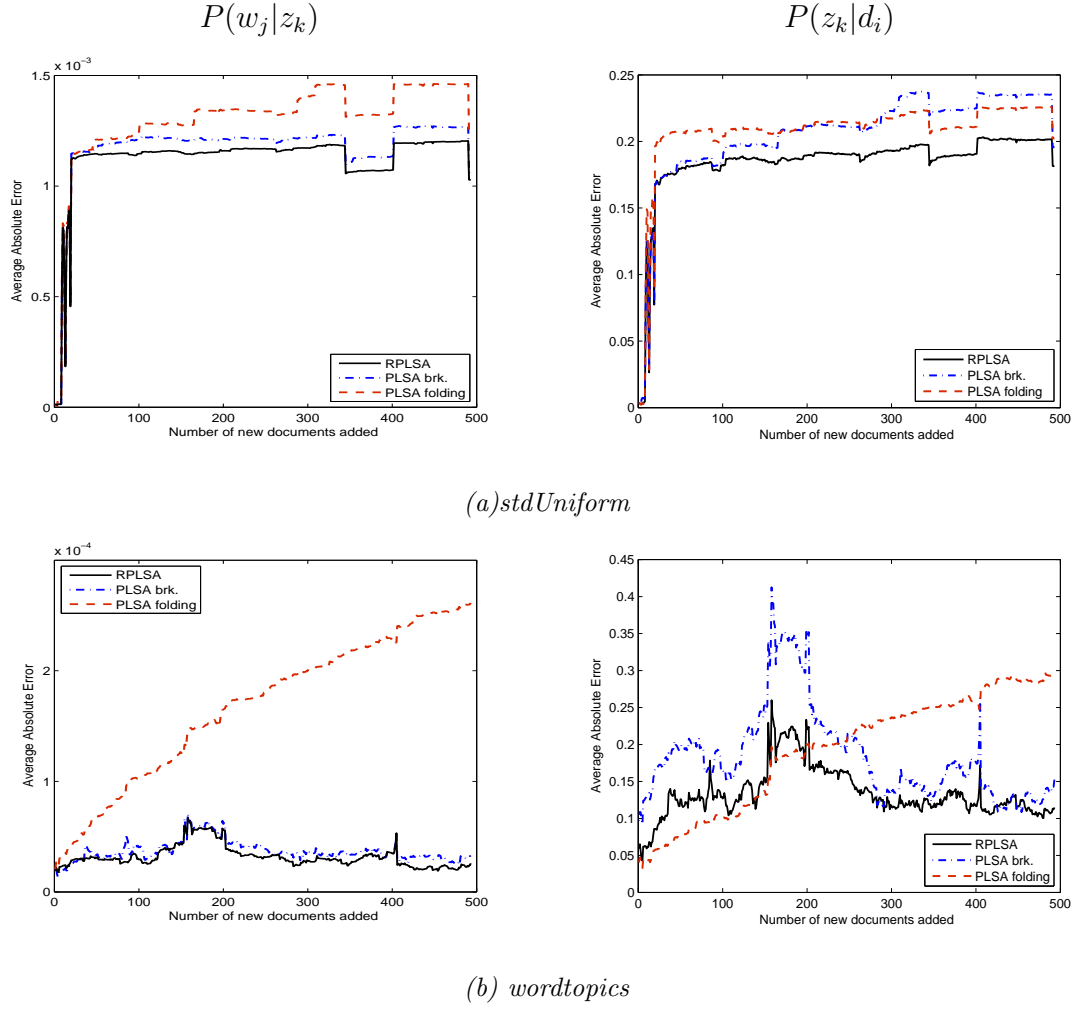 P(w_j|z_k)
P(z_k|d_i)
x 10^{-3}
1.5
1
0.5
0
Average Absolute Error
0 100 200 300 400 500
Number of new documents added
RPLSA
PLSA brk.
PLSA folding
0.25
0.2
0.15
0.1
0.05
0
Average Absolute Error
0 100 200 300 400 500
Number of new documents added
RPLSA
PLSA brk.
PLSA folding
(a)stdUniform
x 10^{-4}
2
1
0
Average Absolute Error
0 100 200 300 400 500
Number of new documents added
RPLSA
PLSA brk.
PLSA folding
0.45
0.4
0.35
0.3
0.25
0.2
0.15
0.1
0.05
0
Average Absolute Error
0 100 200 300 400 500
Number of new documents added
RPLSA
PLSA brk.
PLSA folding
(b) wordtopics